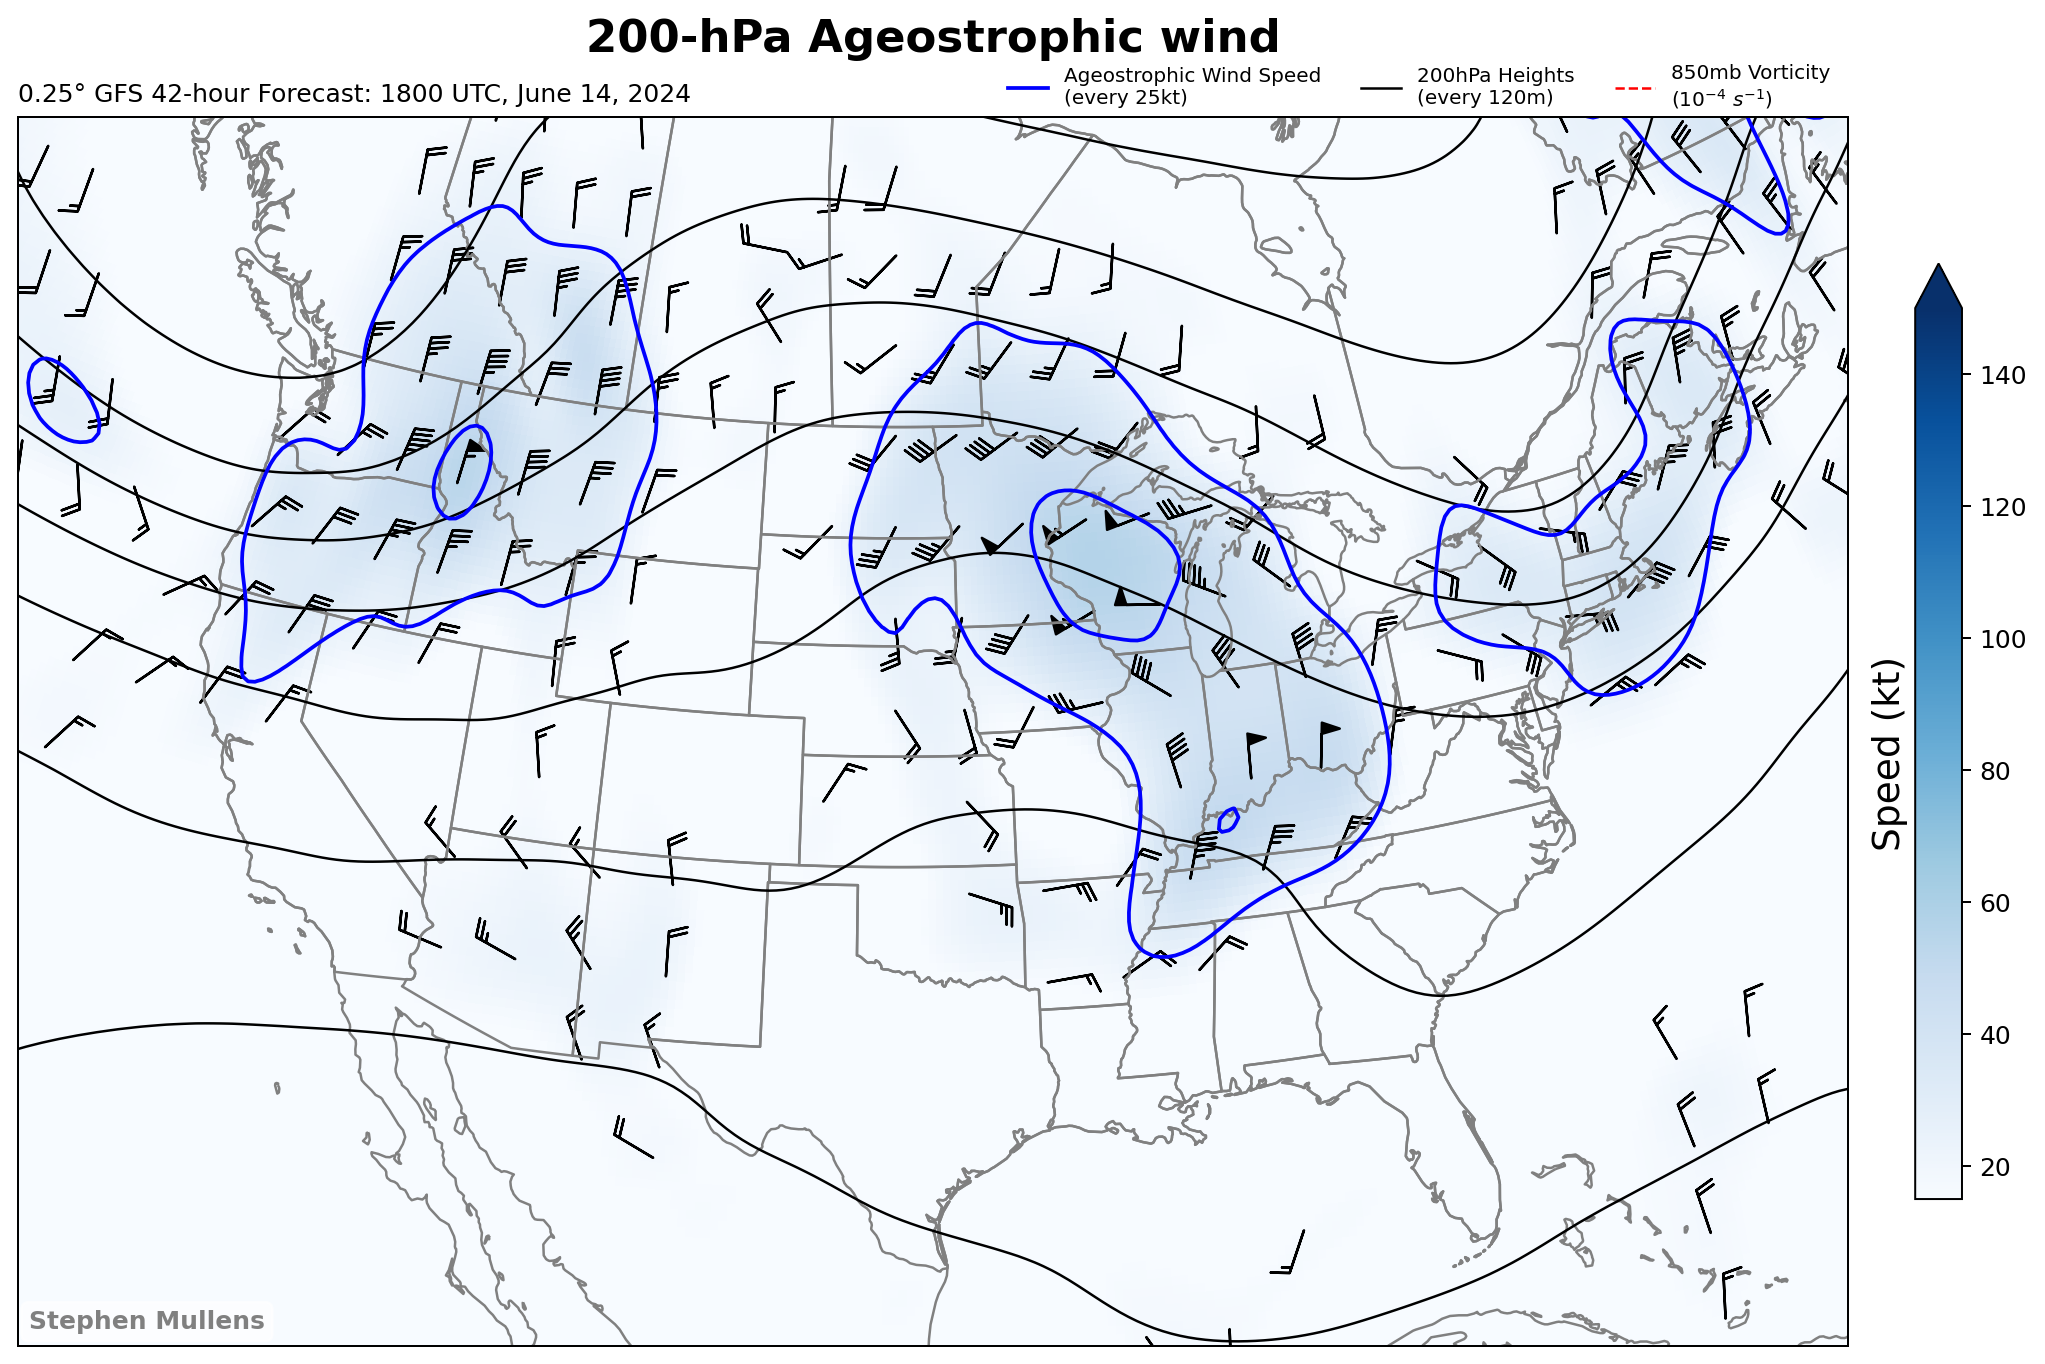 200-hPa Ageostrophic wind
0.25° GFS 42-hour Forecast: 1800 UTC, June 14, 2024
Ageostrophic Wind Speed
(every 25kt)
200hPa Heights
(every 120m)
850mb Vorticity
(10⁻⁴ s⁻¹)
140
120
100
80
60
40
20
Speed (kt)
Stephen Mullens